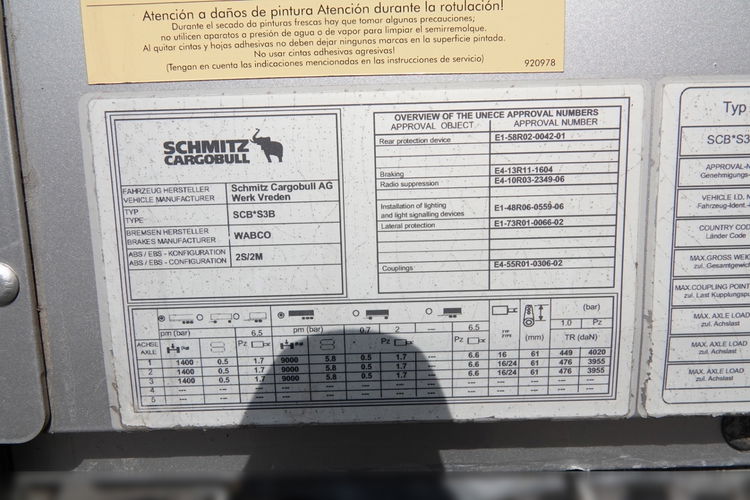 Atención a daños de pintura Atención durante la rotulación!
Durante el secado da pinturas frescas hay que tomar algunas precauciones;
no utilicen aparatos a presión de agua o de vapor para limpiar el semirremolque.
Al quitar cintas y hojas adhesivas no deben dejar ningunas marcas en la superficie pintada.
No usar cintas adhesivas agresivas!
(Tengan en cuenta las indicaciones mencionadas en las instrucciones de servicio)
920978
SCHMITZ
CARGOBULL
FAHRZEUG HERSTELLER
VEHICLE MANUFACTURER
Schmitz Cargobull AG
Werk Vreden
TYP
TYPE
SCB*S3B
BREMSEN HERSTELLER
BRAKES MANUFACTURER
WABCO
ABS / EBS - KONFIGURATION
ABS / EBS - CONFIGURATION
2S/2M
OVERVIEW OF THE UNECE APPROVAL NUMBERS
APPROVAL OBJECT APPROVAL NUMBER
Rear protection device E1-58R02-0042-01
Braking E4-13R11-1604
Radio suppression E4-10R03-2349-06
Installation of lighting
and light signalling devices E1-48R06-0559-06
Lateral protection E1-73R01-0066-02
Couplings E4-55R01-0306-02
pm (bar) 6.5 pm (bar) 0.7 2 --- 6.5 (bar)
1.0 Pz
ACHSE
AXLE
Pz Pz Pz TYP
TYPE
(mm) TR (daN)
1 1400 0.5 1.7 9000 5.8 0.5 1.7 --- 6.6 16 61 449 4020
2 1400 0.5 1.7 9000 5.8 0.5 1.7 --- 6.6 16/24 61 476 3955
3 1400 0.5 1.7 9000 5.8 0.5 1.7 --- 6.6 16/24 61 476 3955
4 --- --- --- --- --- --- --- --- --- --- --- --- ---
5 --- --- --- --- --- --- --- --- --- --- --- --- ---
Typ
SCB*S3
APPROVAL-N
Genehmigungs-
VEHICLE I.D. N
Fahrzeug-Ident.-
COUNTRY COD
Länder Code
MAX.GROSS WEIG
zul. Gesamtgewich
MAX.COUPLING POINT
zul. Last Kupplungsp
MAX. AXLE LOAD
zul. Achslast
MAX. AXLE LOAD
zul. Achslast
MAX. AXLE LOAD
zul. Achslast